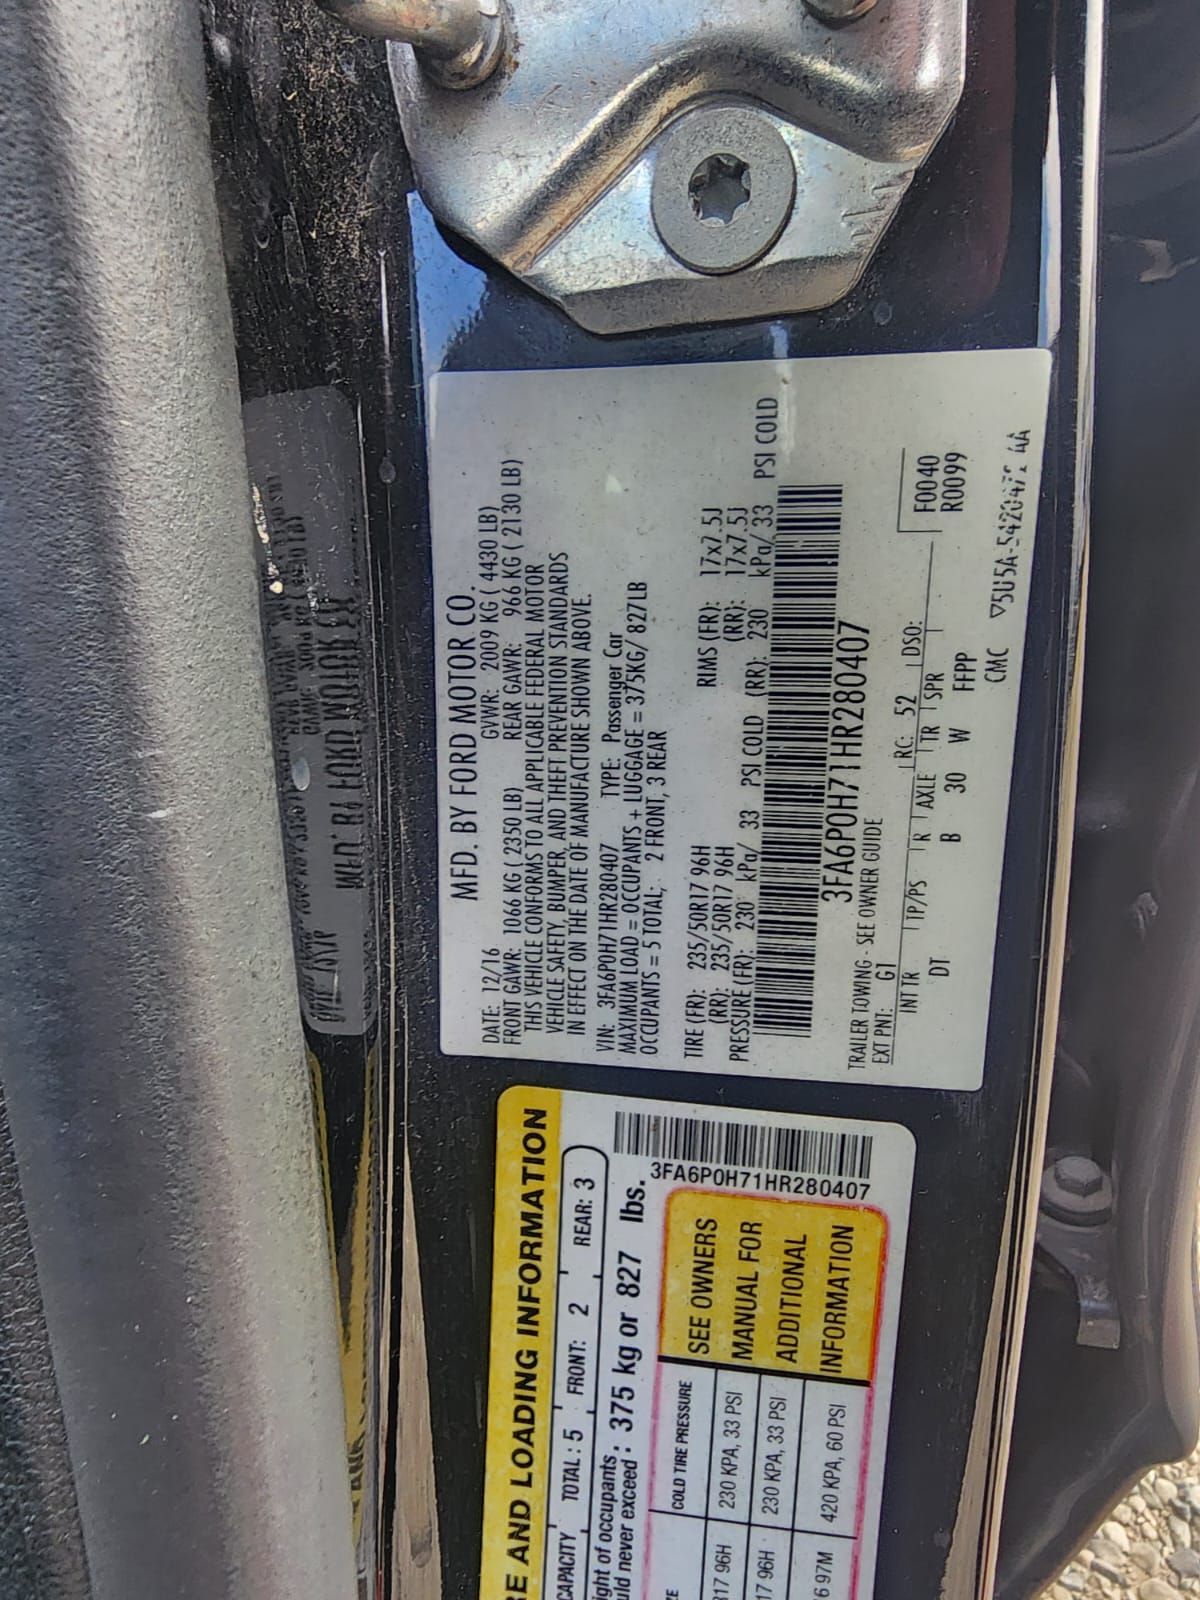 MFD. BY FORD MOTOR CO.
DATE: 12/16 GVWR: 2009 KG ( 4430 LB)
FRONT GAWR: 1066 KG ( 2350 LB) REAR GAWR: 966 KG ( 2130 LB)
THIS VEHICLE CONFORMS TO ALL APPLICABLE FEDERAL MOTOR
VEHICLE SAFETY, BUMPER, AND THEFT PREVENTION STANDARDS
IN EFFECT ON THE DATE OF MANUFACTURE SHOWN ABOVE.
VIN: 3FA6P0H71HR280407 TYPE: Passenger Car
MAXIMUM LOAD = OCCUPANTS + LUGGAGE = 375KG/ 827LB
OCCUPANTS = 5 TOTAL; 2 FRONT, 3 REAR
TIRE (FR): 235/50R17 96H RIMS (FR): 17x7.5J
(RR): 235/50R17 96H (RR): 17x7.5J
PRESSURE (FR): 230 kPa/ 33 PSI COLD (RR): 230 kPa/ 33 PSI COLD
3FA6P0H71HR280407
TRAILER TOWING - SEE OWNER GUIDE
EXT PNT: G1 RC: 52 DSO: F0040
INT TR TP/PS R AXLE TR SPR R0099
DT B 30 W FFPP
CMC
RE AND LOADING INFORMATION
CAPACITY TOTAL : 5 FRONT: 2 REAR: 3
ight of occupants
uld never exceed : 375 kg or 827 lbs.
3FA6P0H71HR280407
ZE COLD TIRE PRESSURE
R17 96H 230 KPA, 33 PSI
17 96H 230 KPA, 33 PSI
6 97M 420 KPA, 60 PSI
SEE OWNERS
MANUAL FOR
ADDITIONAL
INFORMATION